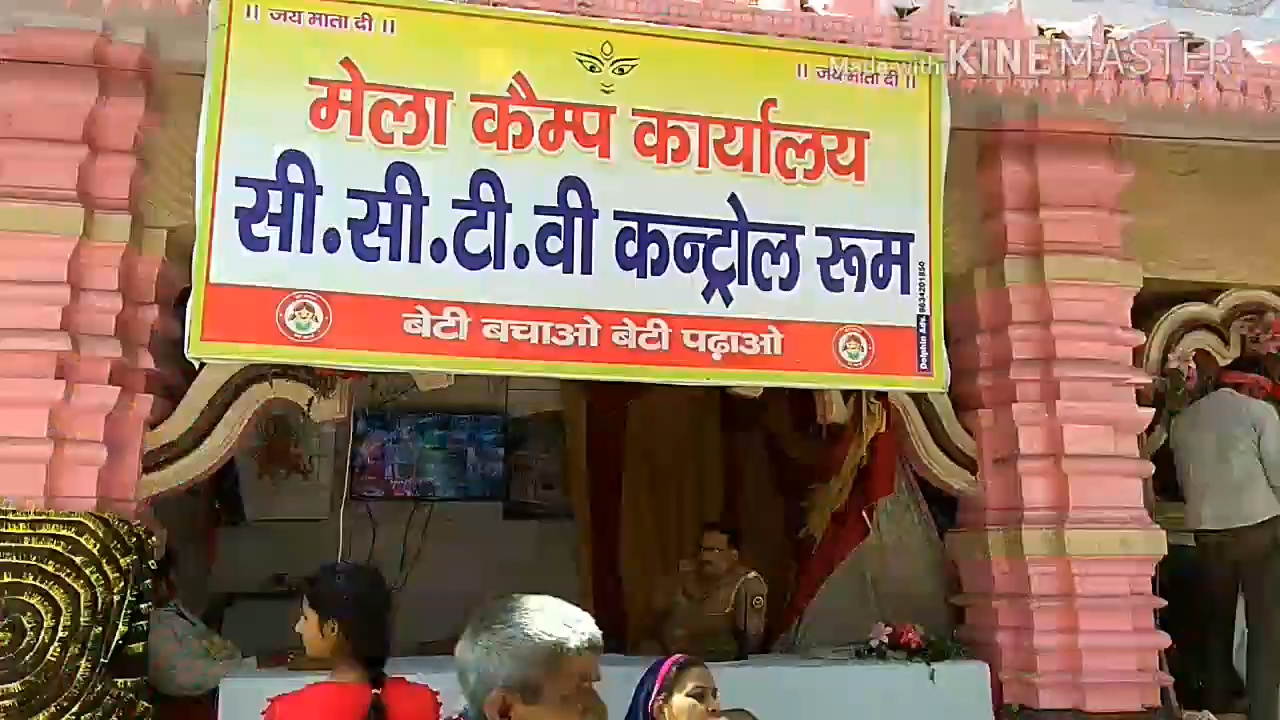 ॥ जय माता दी ॥
॥ जय माता दी ॥
Made with KINEMASTER
मेला कैम्प कार्यालय
सी.सी.टी.वी कन्ट्रोल रूम
बेटी बचाओ बेटी पढ़ाओ